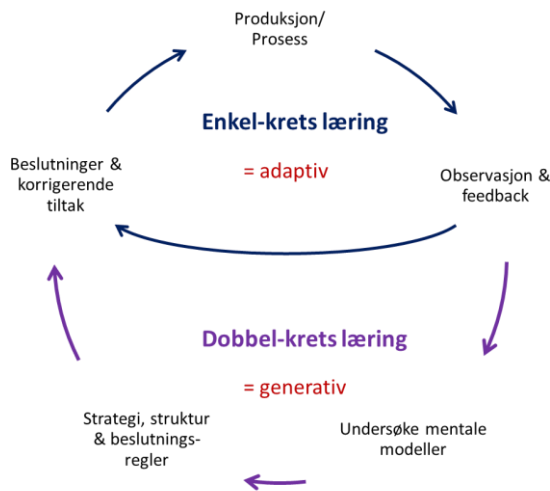 Produksjon/
Prosess
Enkel-krets læring
= adaptiv
Beslutninger &
korrigerende
tiltak
Observasjon &
feedback
Dobbel-krets læring
= generativ
Strategi, struktur
& beslutnings-
regler
Undersøke mentale
modeller